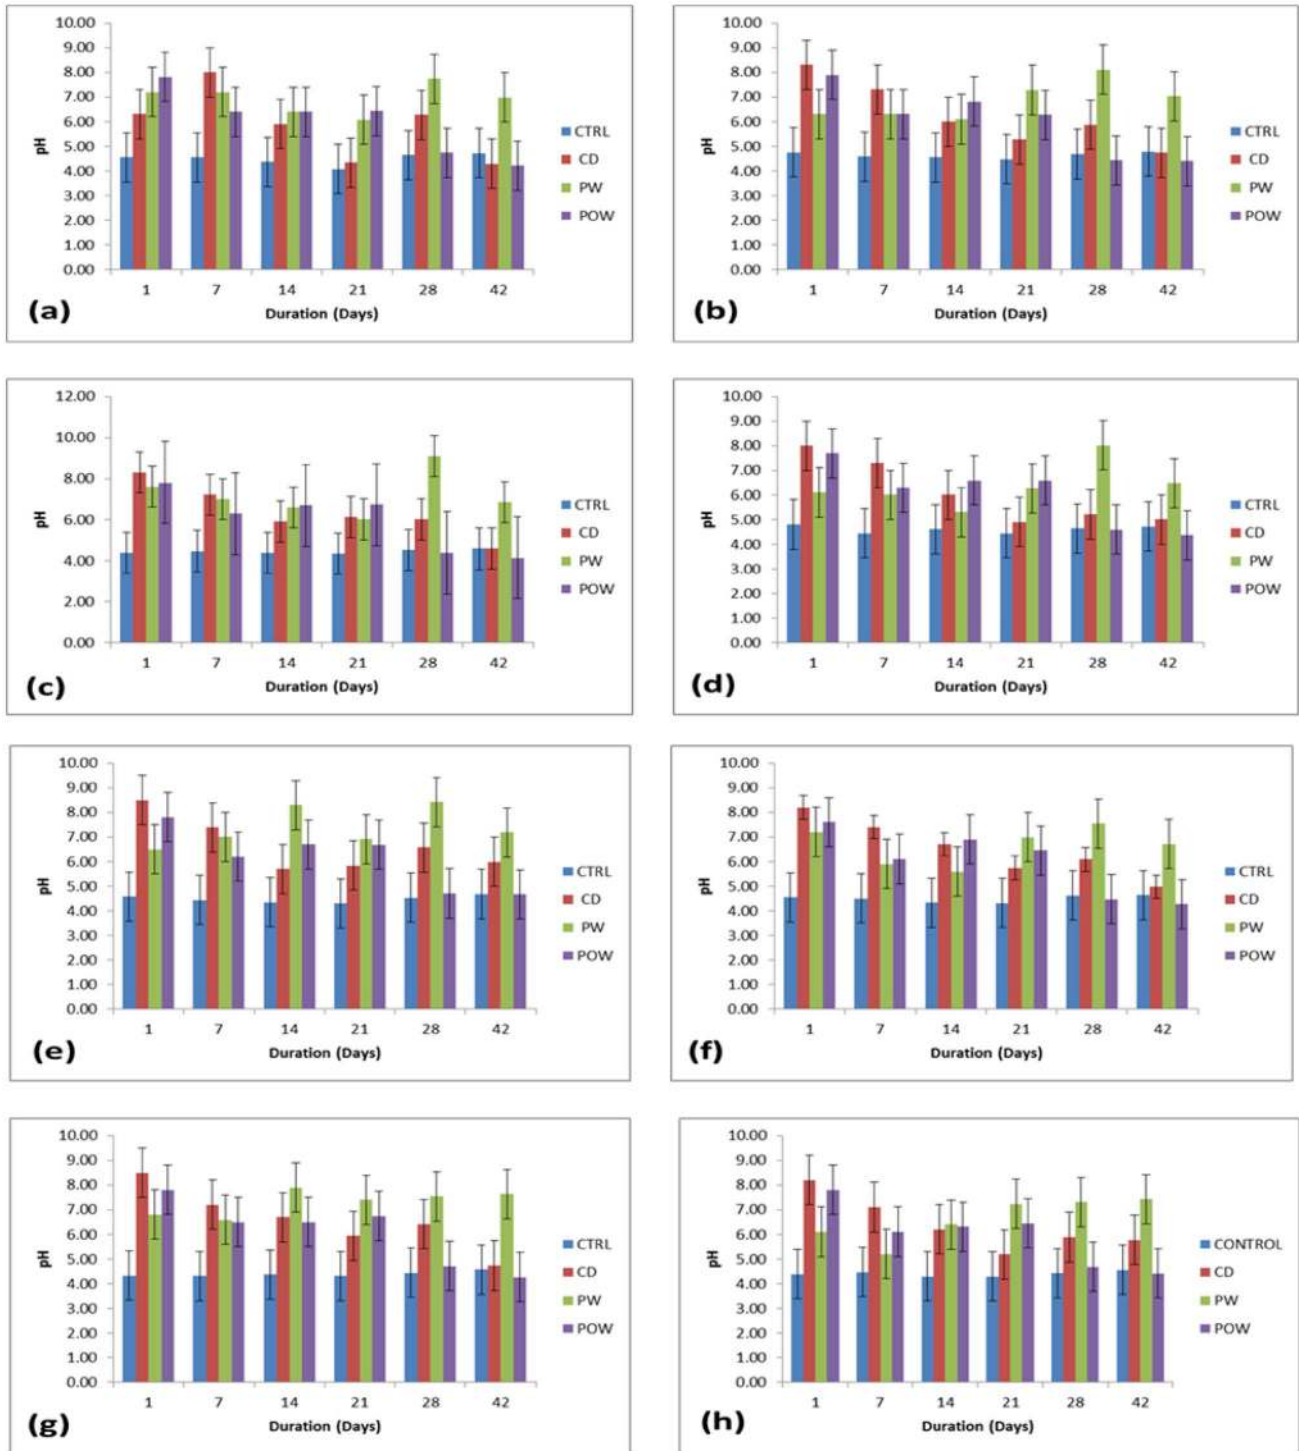 10.00
9.00
8.00
7.00
6.00
5.00
4.00
3.00
2.00
1.00
0.00
pH
1 7 14 21 28 42
Duration (Days)
CTRL
CD
PW
POW
(a)
10.00
9.00
8.00
7.00
6.00
5.00
4.00
3.00
2.00
1.00
0.00
pH
1 7 14 21 28 42
Duration (Days)
CTRL
CD
PW
POW
(b)
12.00
10.00
8.00
6.00
4.00
2.00
0.00
pH
1 7 14 21 28 42
Duration (Days)
CTRL
CD
PW
POW
(c)
10.00
9.00
8.00
7.00
6.00
5.00
4.00
3.00
2.00
1.00
0.00
pH
1 7 14 21 28 42
Duration (Days)
CTRL
CD
PW
POW
(d)
10.00
9.00
8.00
7.00
6.00
5.00
4.00
3.00
2.00
1.00
0.00
pH
1 7 14 21 28 42
Duration (Days)
CTRL
CD
PW
POW
(e)
10.00
9.00
8.00
7.00
6.00
5.00
4.00
3.00
2.00
1.00
0.00
pH
1 7 14 21 28 42
Duration (Days)
CTRL
CD
PW
POW
(f)
10.00
9.00
8.00
7.00
6.00
5.00
4.00
3.00
2.00
1.00
0.00
pH
1 7 14 21 28 42
Duration (Days)
CTRL
CD
PW
POW
(g)
10.00
9.00
8.00
7.00
6.00
5.00
4.00
3.00
2.00
1.00
0.00
pH
1 7 14 21 28 42
Duration (Days)
CONTROL
CD
PW
POW
(h)